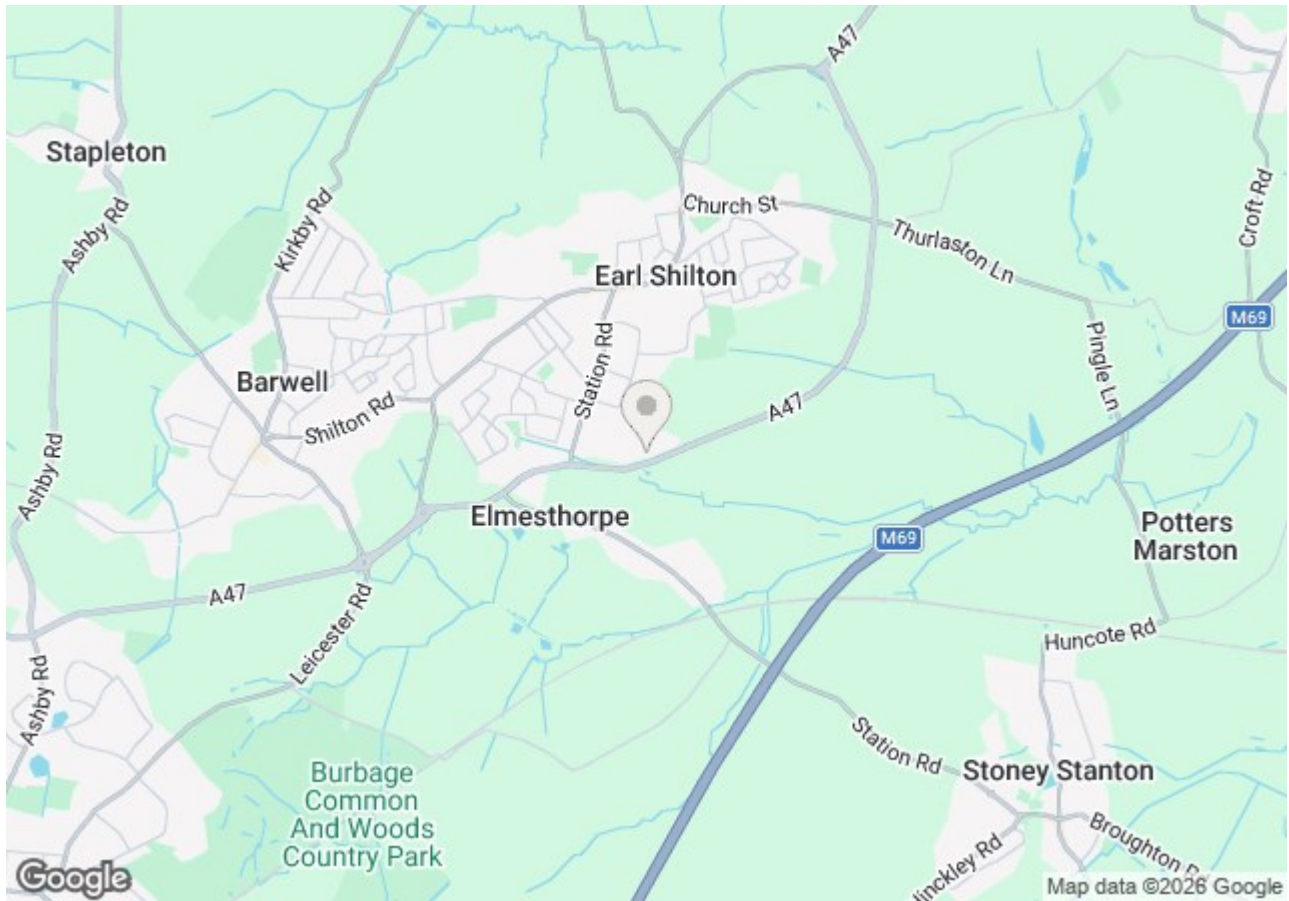 A47
Stapleton
Church St
Kirkby Rd
Ashby Rd
Thurlaston Ln
Croft Rd
Earl Shilton
M69
Station Rd
Pingle Ln
Barwell
Shilton Rd
A47
Ashby Rd
Elmesthorpe
M69
Potters
Marston
A47
Leicester Rd
Huncote Rd
Ashby Rd
Station Rd
Stoney Stanton
Burbage
Common
And Woods
Country Park
Broughton Rd
Hinckley Rd
Google
Map data ©2026 Google